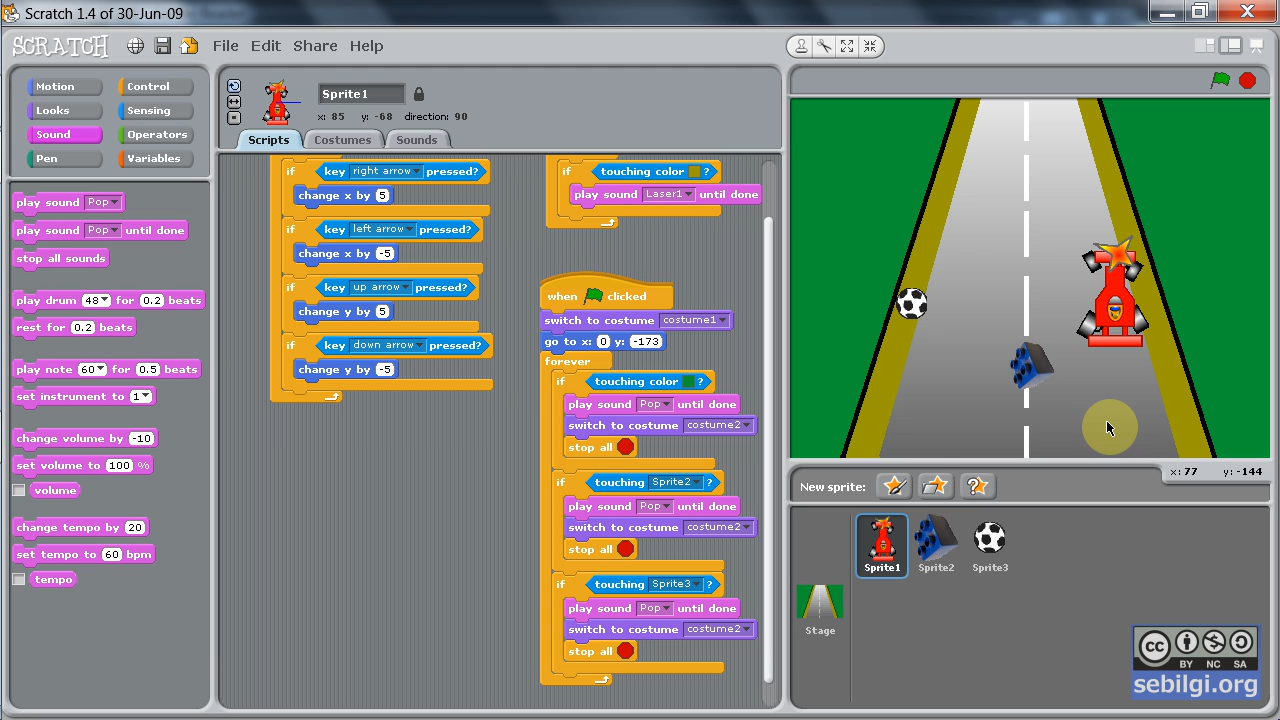 Scratch 1.4 of 30-Jun-09
SCRATCH File Edit Share Help
Motion Control
Looks Sensing
Sound Operators
Pen Variables
play sound Pop
play sound Pop until done
stop all sounds
play drum 48 for 0.2 beats
rest for 0.2 beats
play note 60 for 0.5 beats
set instrument to 1
change volume by -10
set volume to 100 %
volume
change tempo by 20
set tempo to 60 bpm
tempo
Sprite1
x: 85 y: -68 direction: 90
Scripts Costumes Sounds
if key right arrow pressed?
change x by 5
if key left arrow pressed?
change x by -5
if key up arrow pressed?
change y by 5
if key down arrow pressed?
change y by -5
if touching color ?
play sound Laser1 until done
when clicked
switch to costume costume1
go to x: 0 y: -173
forever
if touching color ?
play sound Pop until done
switch to costume costume2
stop all
if touching Sprite2 ?
play sound Pop until done
switch to costume costume2
stop all
if touching Sprite3 ?
play sound Pop until done
switch to costume costume2
stop all
x: 77 y: -144
New sprite: ?
Sprite1 Sprite2 Sprite3
Stage
cc BY NC SA
sebilgi.org